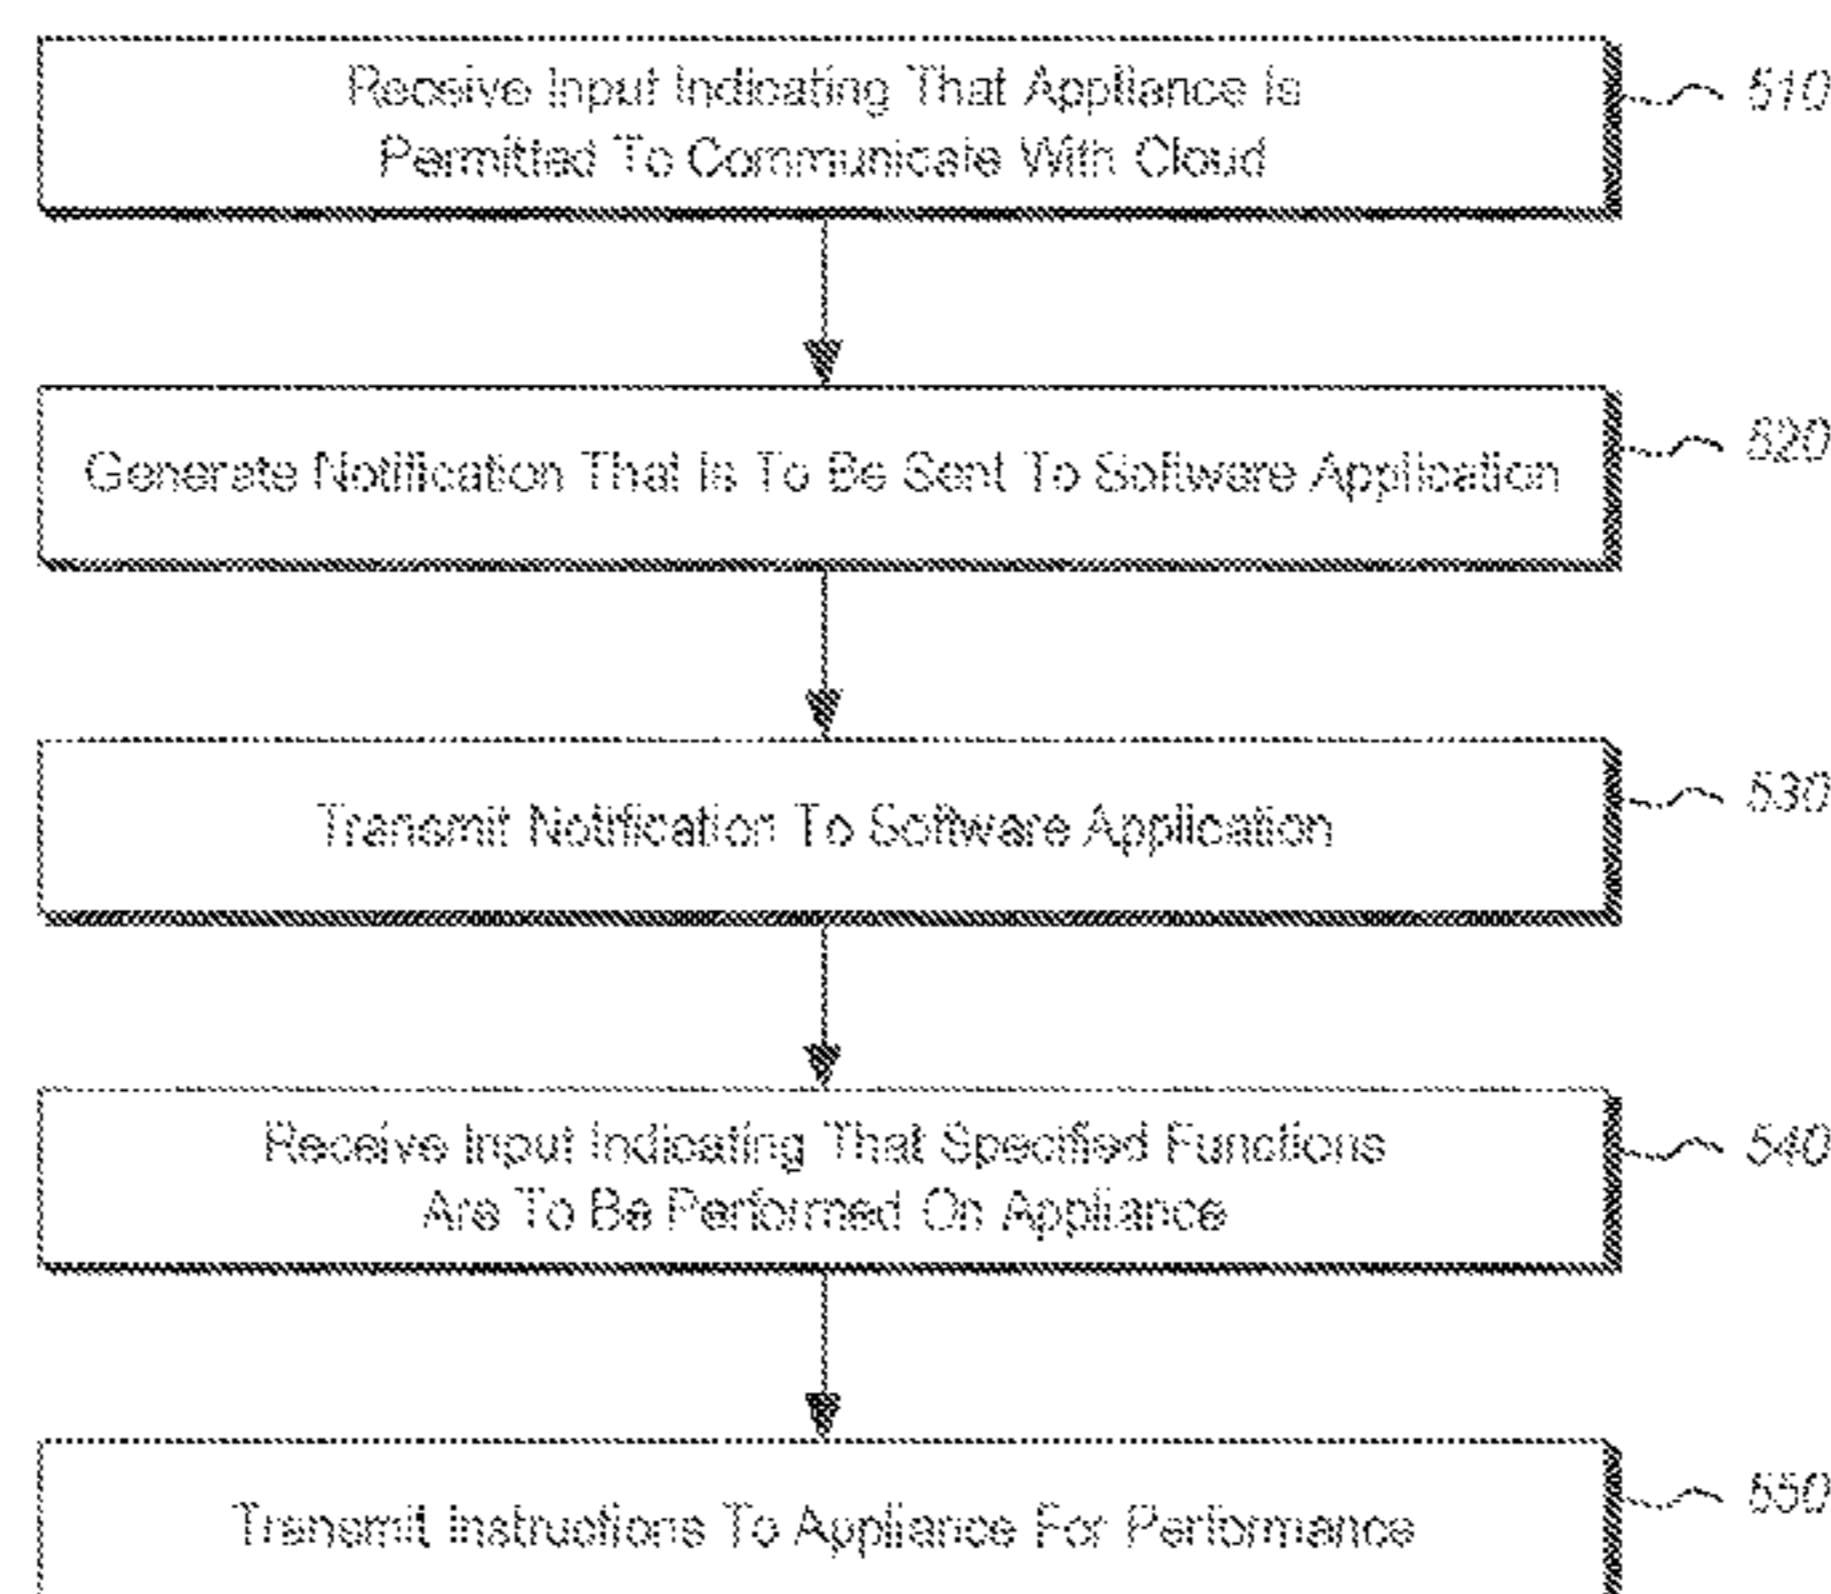 Receive Input Indicating That Appliance Is
Permitted To Communicate With Cloud
510
Generate Notification That Is To Be Sent To Software Application
520
Transmit Notification To Software Application
530
Receive Input Indicating That Specified Functions
Are To Be Performed On Appliance
540
Transmit Instructions To Appliance For Performance
550